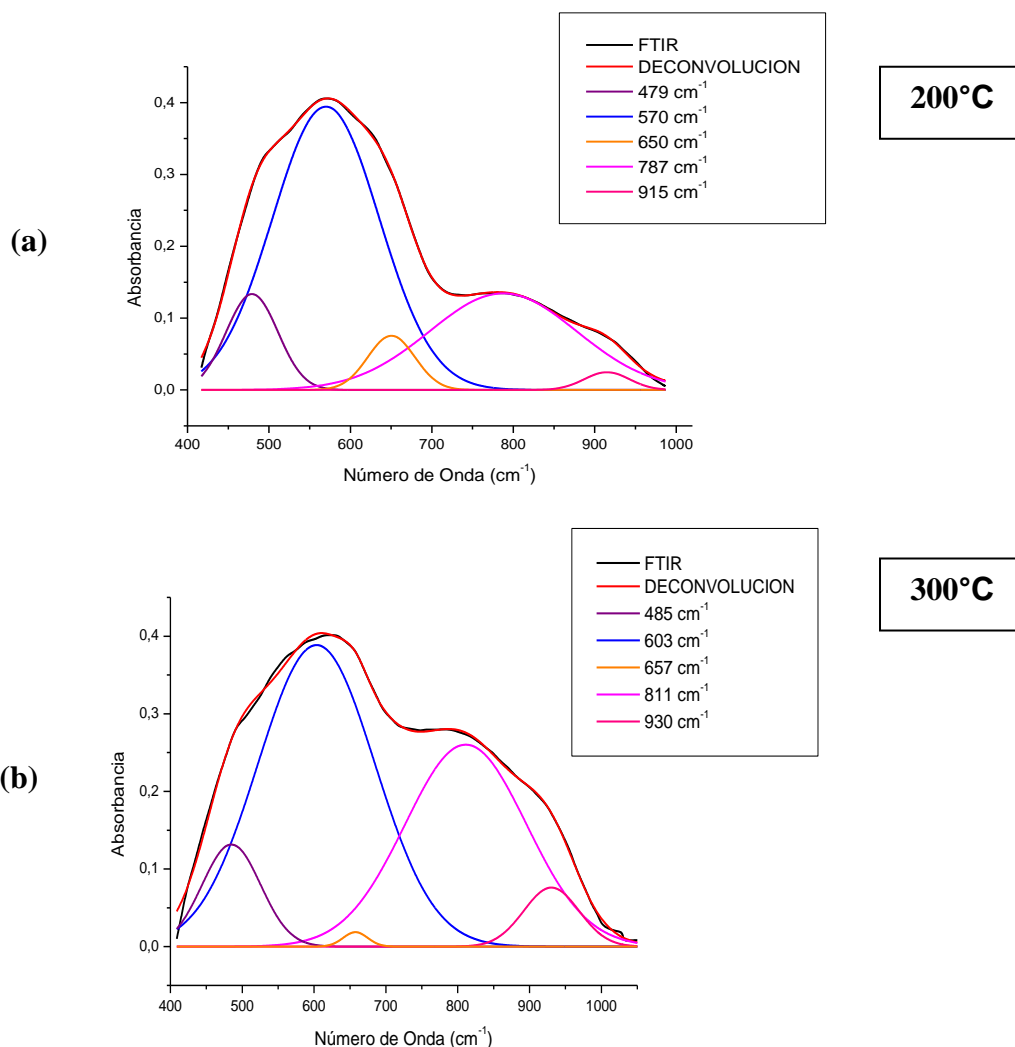 (a)
FTIR
DECONVOLUCION
479 cm-1
570 cm-1
650 cm-1
787 cm-1
915 cm-1
200°C
Absorbancia
0,4
0,3
0,2
0,1
0,0
400 500 600 700 800 900 1000
Número de Onda (cm-1)
(b)
FTIR
DECONVOLUCION
485 cm-1
603 cm-1
657 cm-1
811 cm-1
930 cm-1
300°C
Absorbancia
0,4
0,3
0,2
0,1
0,0
400 500 600 700 800 900 1000
Número de Onda (cm-1)